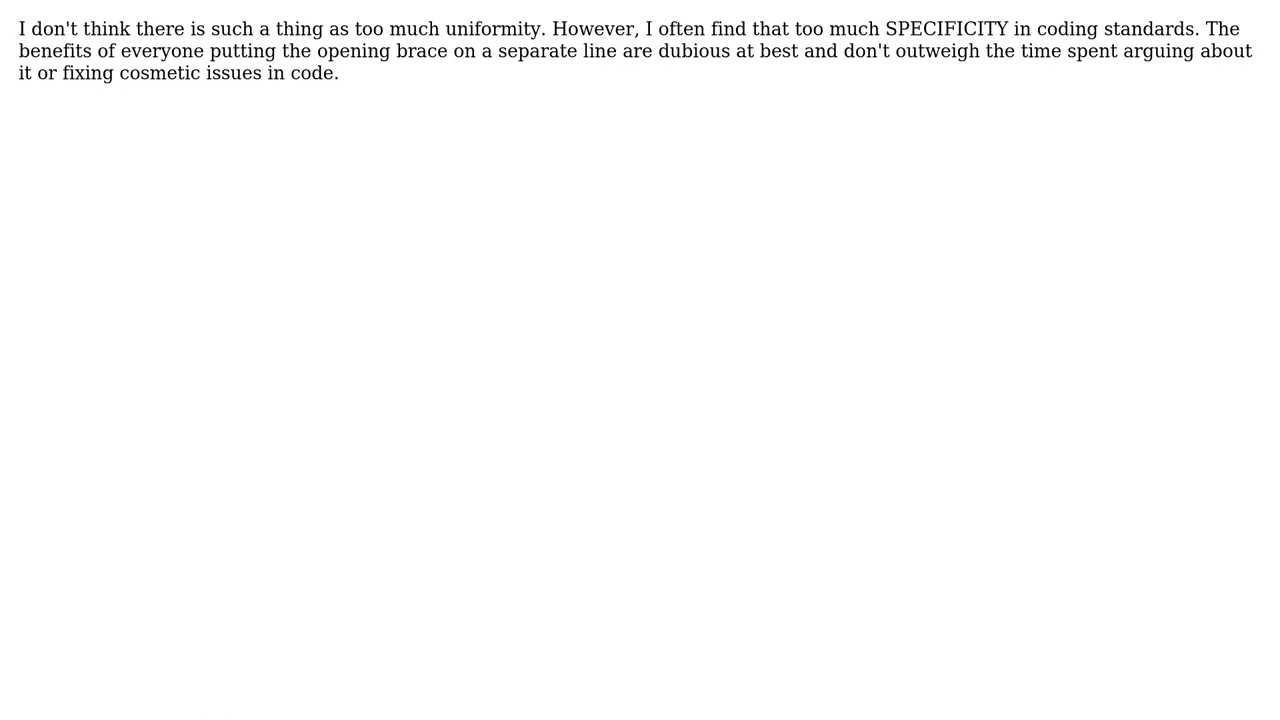 I don't think there is such a thing as too much uniformity. However, I often find that too much SPECIFICITY in coding standards. The
benefits of everyone putting the opening brace on a separate line are dubious at best and don't outweigh the time spent arguing about
it or fixing cosmetic issues in code.